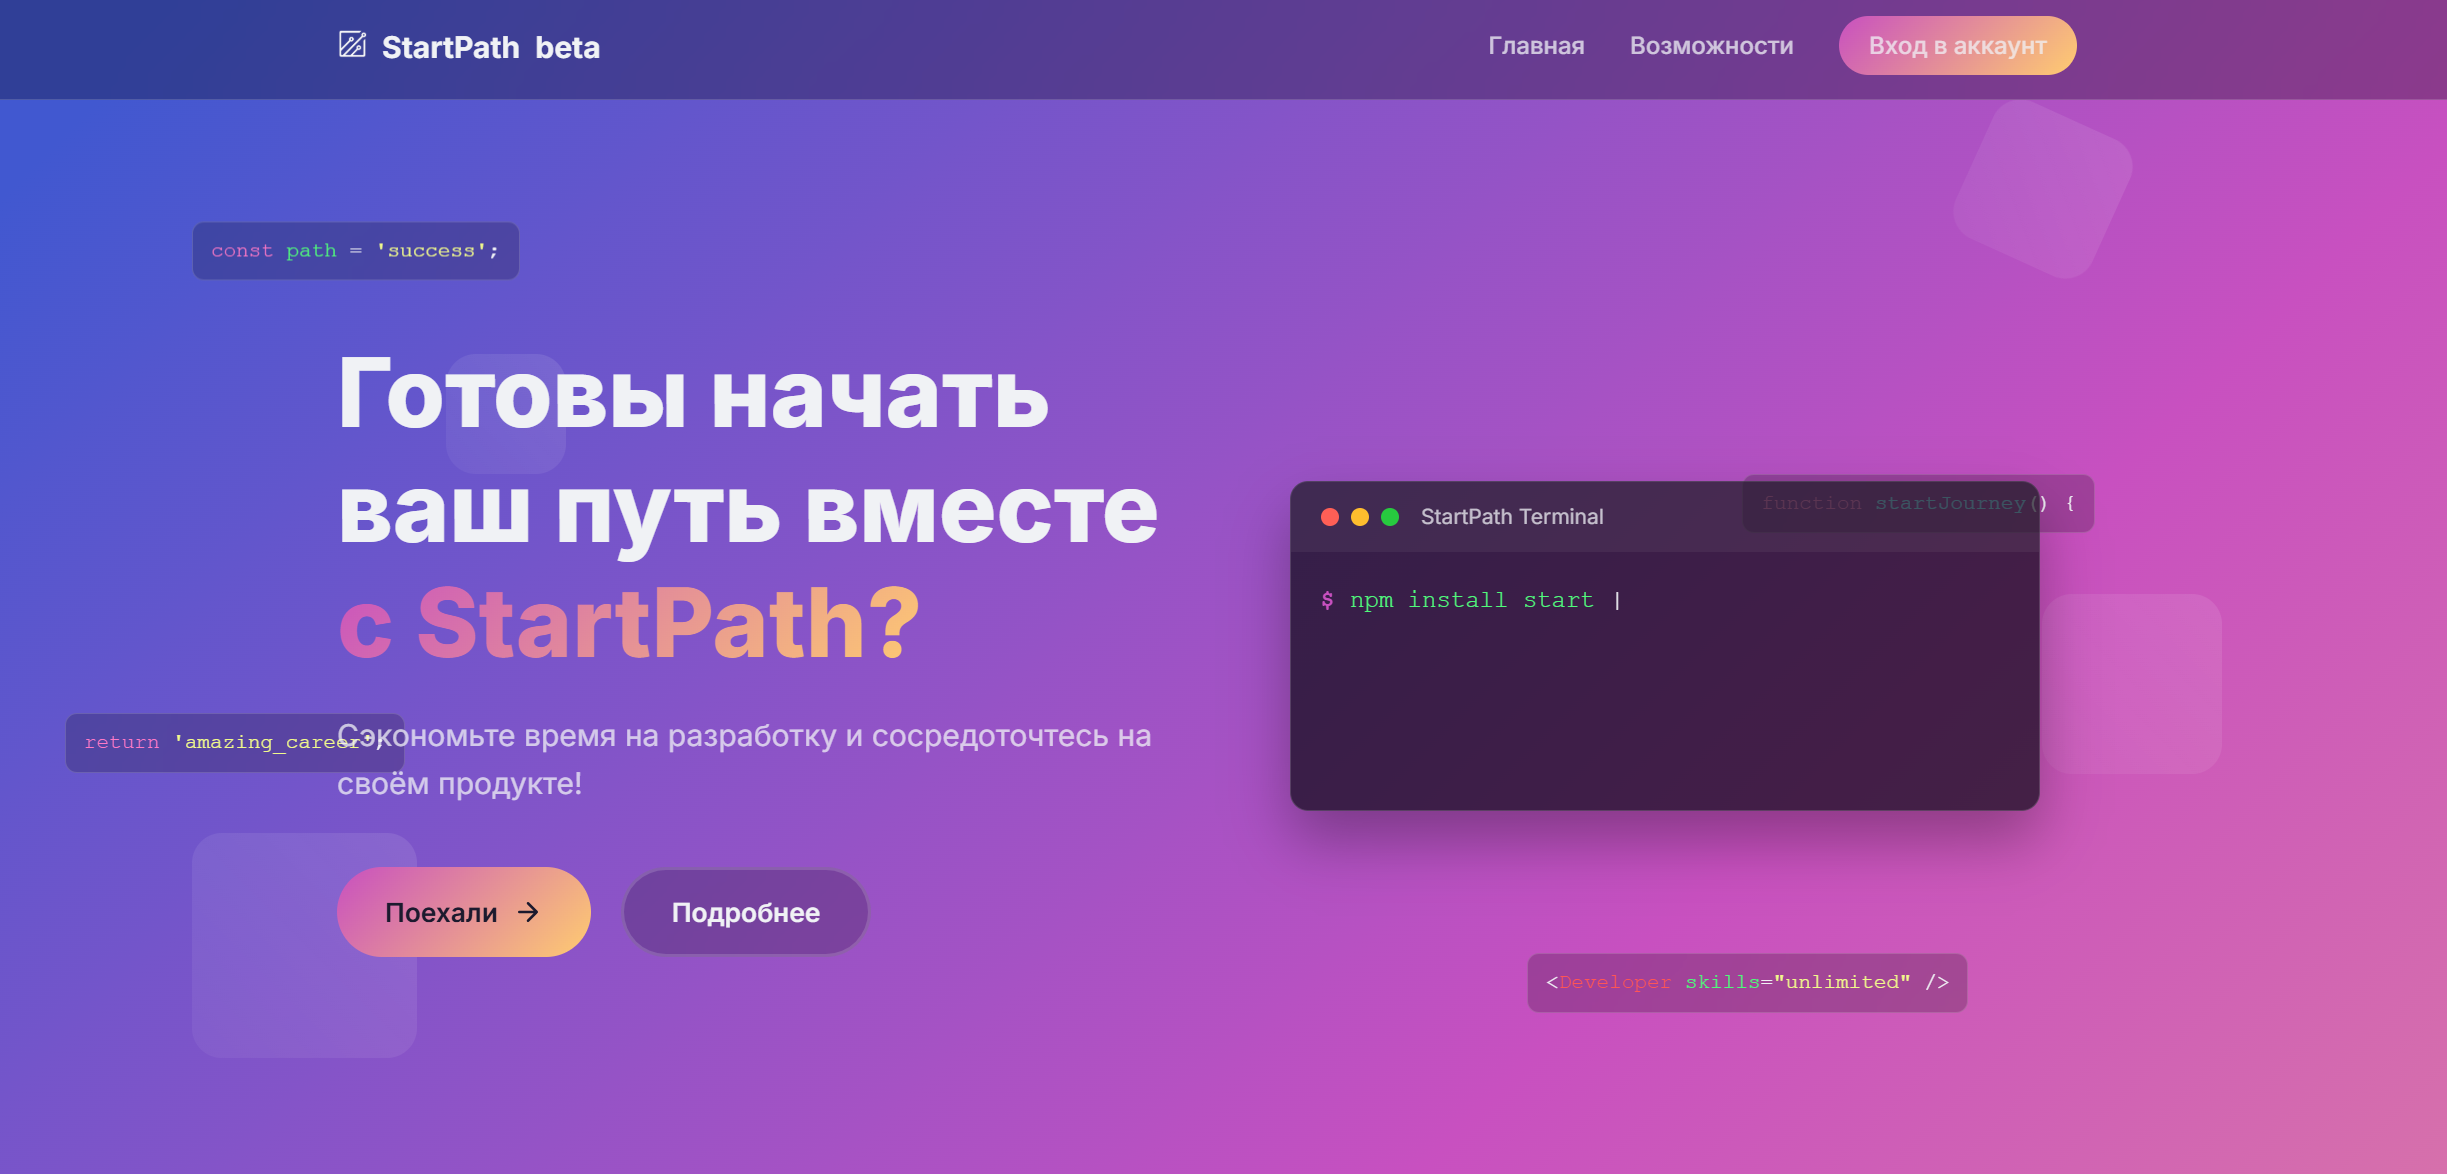 StartPath beta
Главная
Возможности
Вход в аккаунт
const path = 'success';
Готовы начать
ваш путь вместе
с StartPath?
function startJourney() {
StartPath Terminal
$ npm install start |
return 'amazing_career';
Сэкономьте время на разработку и сосредоточтесь на
своём продукте!
Поехали →
Подробнее
<Developer skills="unlimited" />